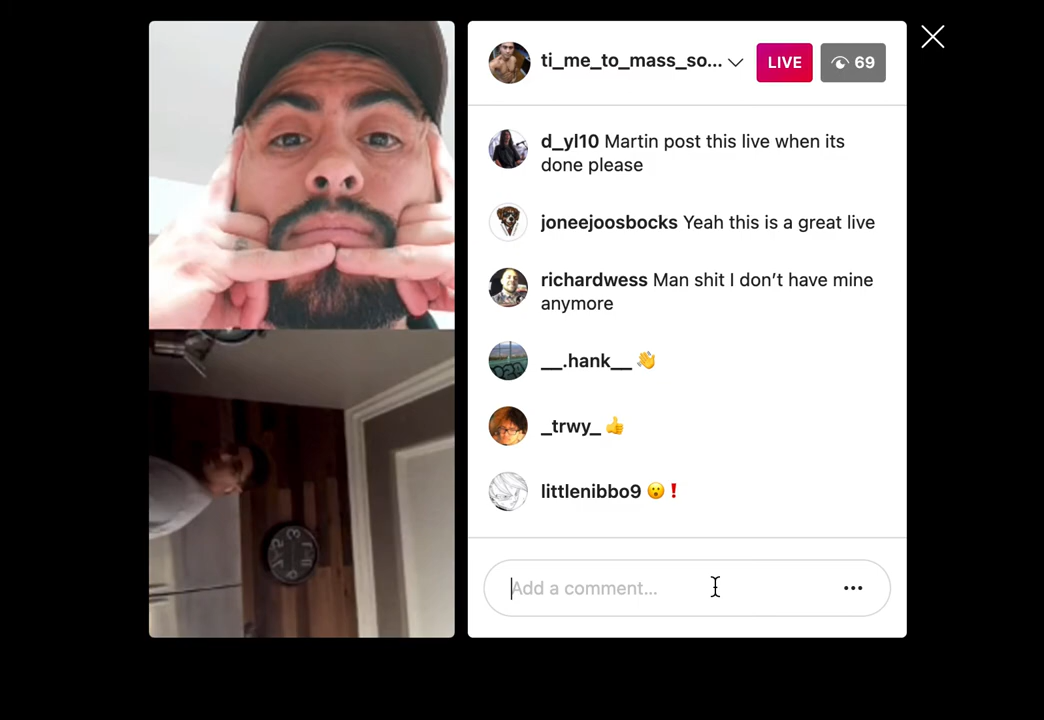 ti_me_to_mass_so...
LIVE
69
d_yl10 Martin post this live when its
done please
joneejoosbocks Yeah this is a great live
richardwess Man shit I don’t have mine
anymore
__.hank__ 👋
_trwy_ 👍
littlenibbo9 😮❗
Add a comment...